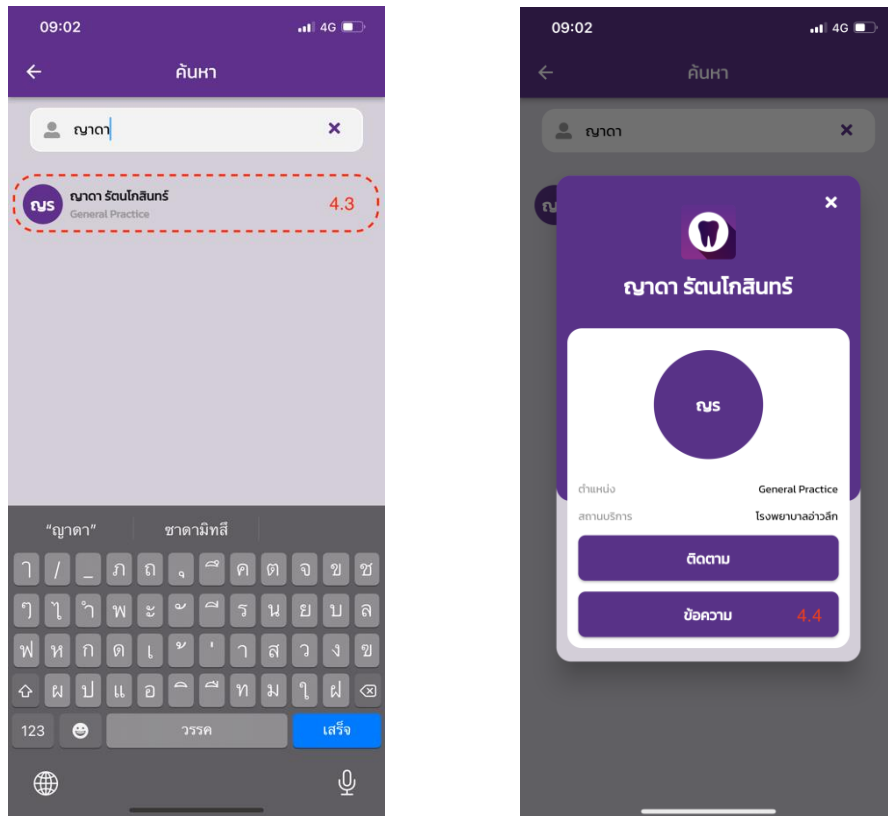 09:02
4G
ค้นหา
ญาดา
ญร
ญาดา รัตนโกสินทร์
General Practice
4.3
“ญาดา” ซาดามิทสึ
ๅ / _ ภ ถ ุ ึ ค ต จ ข ช
ๆ ไ ำ พ ะ ั ี ร น ย บ ล
ฟ ห ก ด เ ้ ่ า ส ว ง ฃ
ผ ป แ อ ิ ื ท ม ใ ฝ
123 วรรค เสร็จ
09:02
4G
ค้นหา
ญาดา
ญาดา รัตนโกสินทร์
ญร
ตำแหน่ง General Practice
สถานบริการ โรงพยาบาลอ่าวลึก
ติดตาม
ข้อความ 4.4